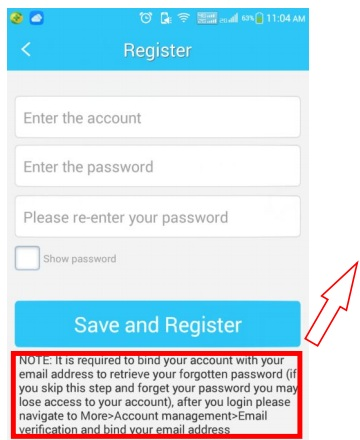 63% 11:04 AM
Register
Enter the account
Enter the password
Please re-enter your password
Show password
Save and Register
NOTE: It is required to bind your account with your
email address to retrieve your forgotten password (if
you skip this step and forget your password you may
lose access to your account), after you login please
navigate to More>Account management>Email
verification and bind your email address